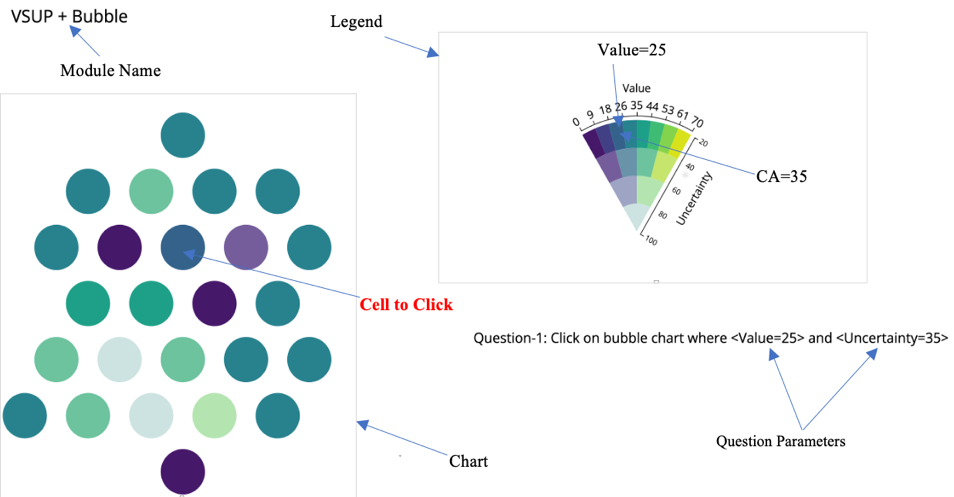 VSUP + Bubble
Legend
Module Name
Value=25
Value
0 9 18 26 35 44 53 61 70
20
40
60
80
100
Uncertainty
CA=35
Cell to Click
Question-1: Click on bubble chart where <Value=25> and <Uncertainty=35>
Question Parameters
Chart